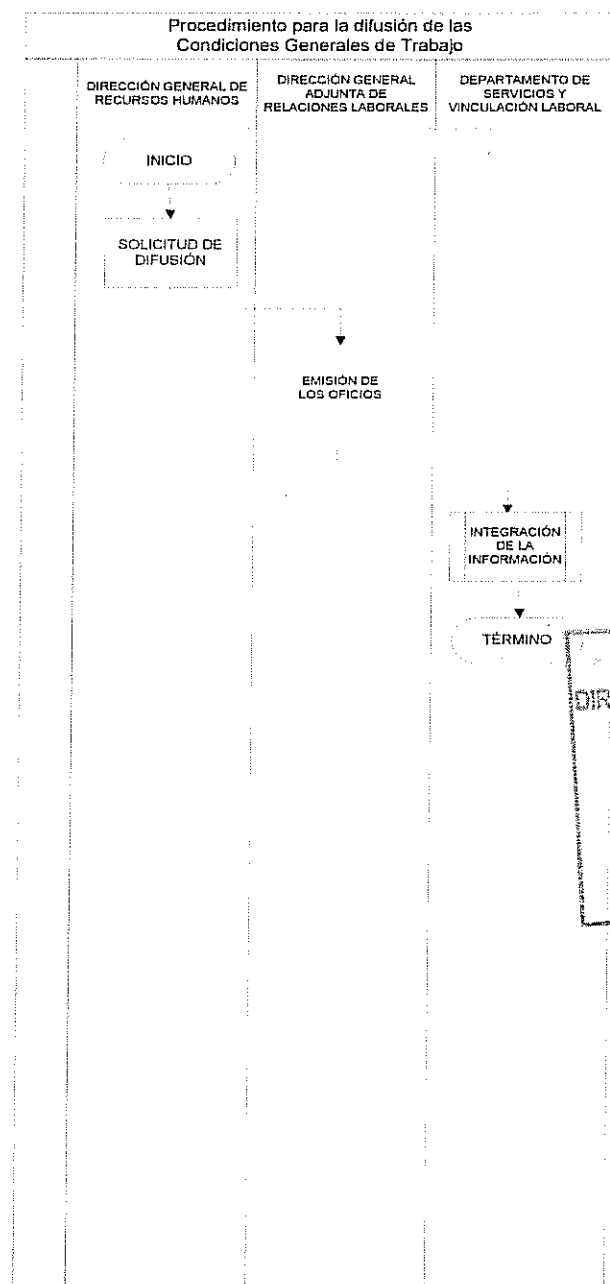 Procedimiento para la difusión de las
Condiciones Generales de Trabajo
DIRECCIÓN GENERAL DE
RECURSOS HUMANOS
DIRECCIÓN GENERAL
ADJUNTA DE
RELACIONES LABORALES
DEPARTAMENTO DE
SERVICIOS Y
VINCULACIÓN LABORAL
INICIO
SOLICITUD DE
DIFUSIÓN
EMISIÓN DE
LOS OFICIOS
INTEGRACIÓN
DE LA
INFORMACIÓN
TÉRMINO
DIR